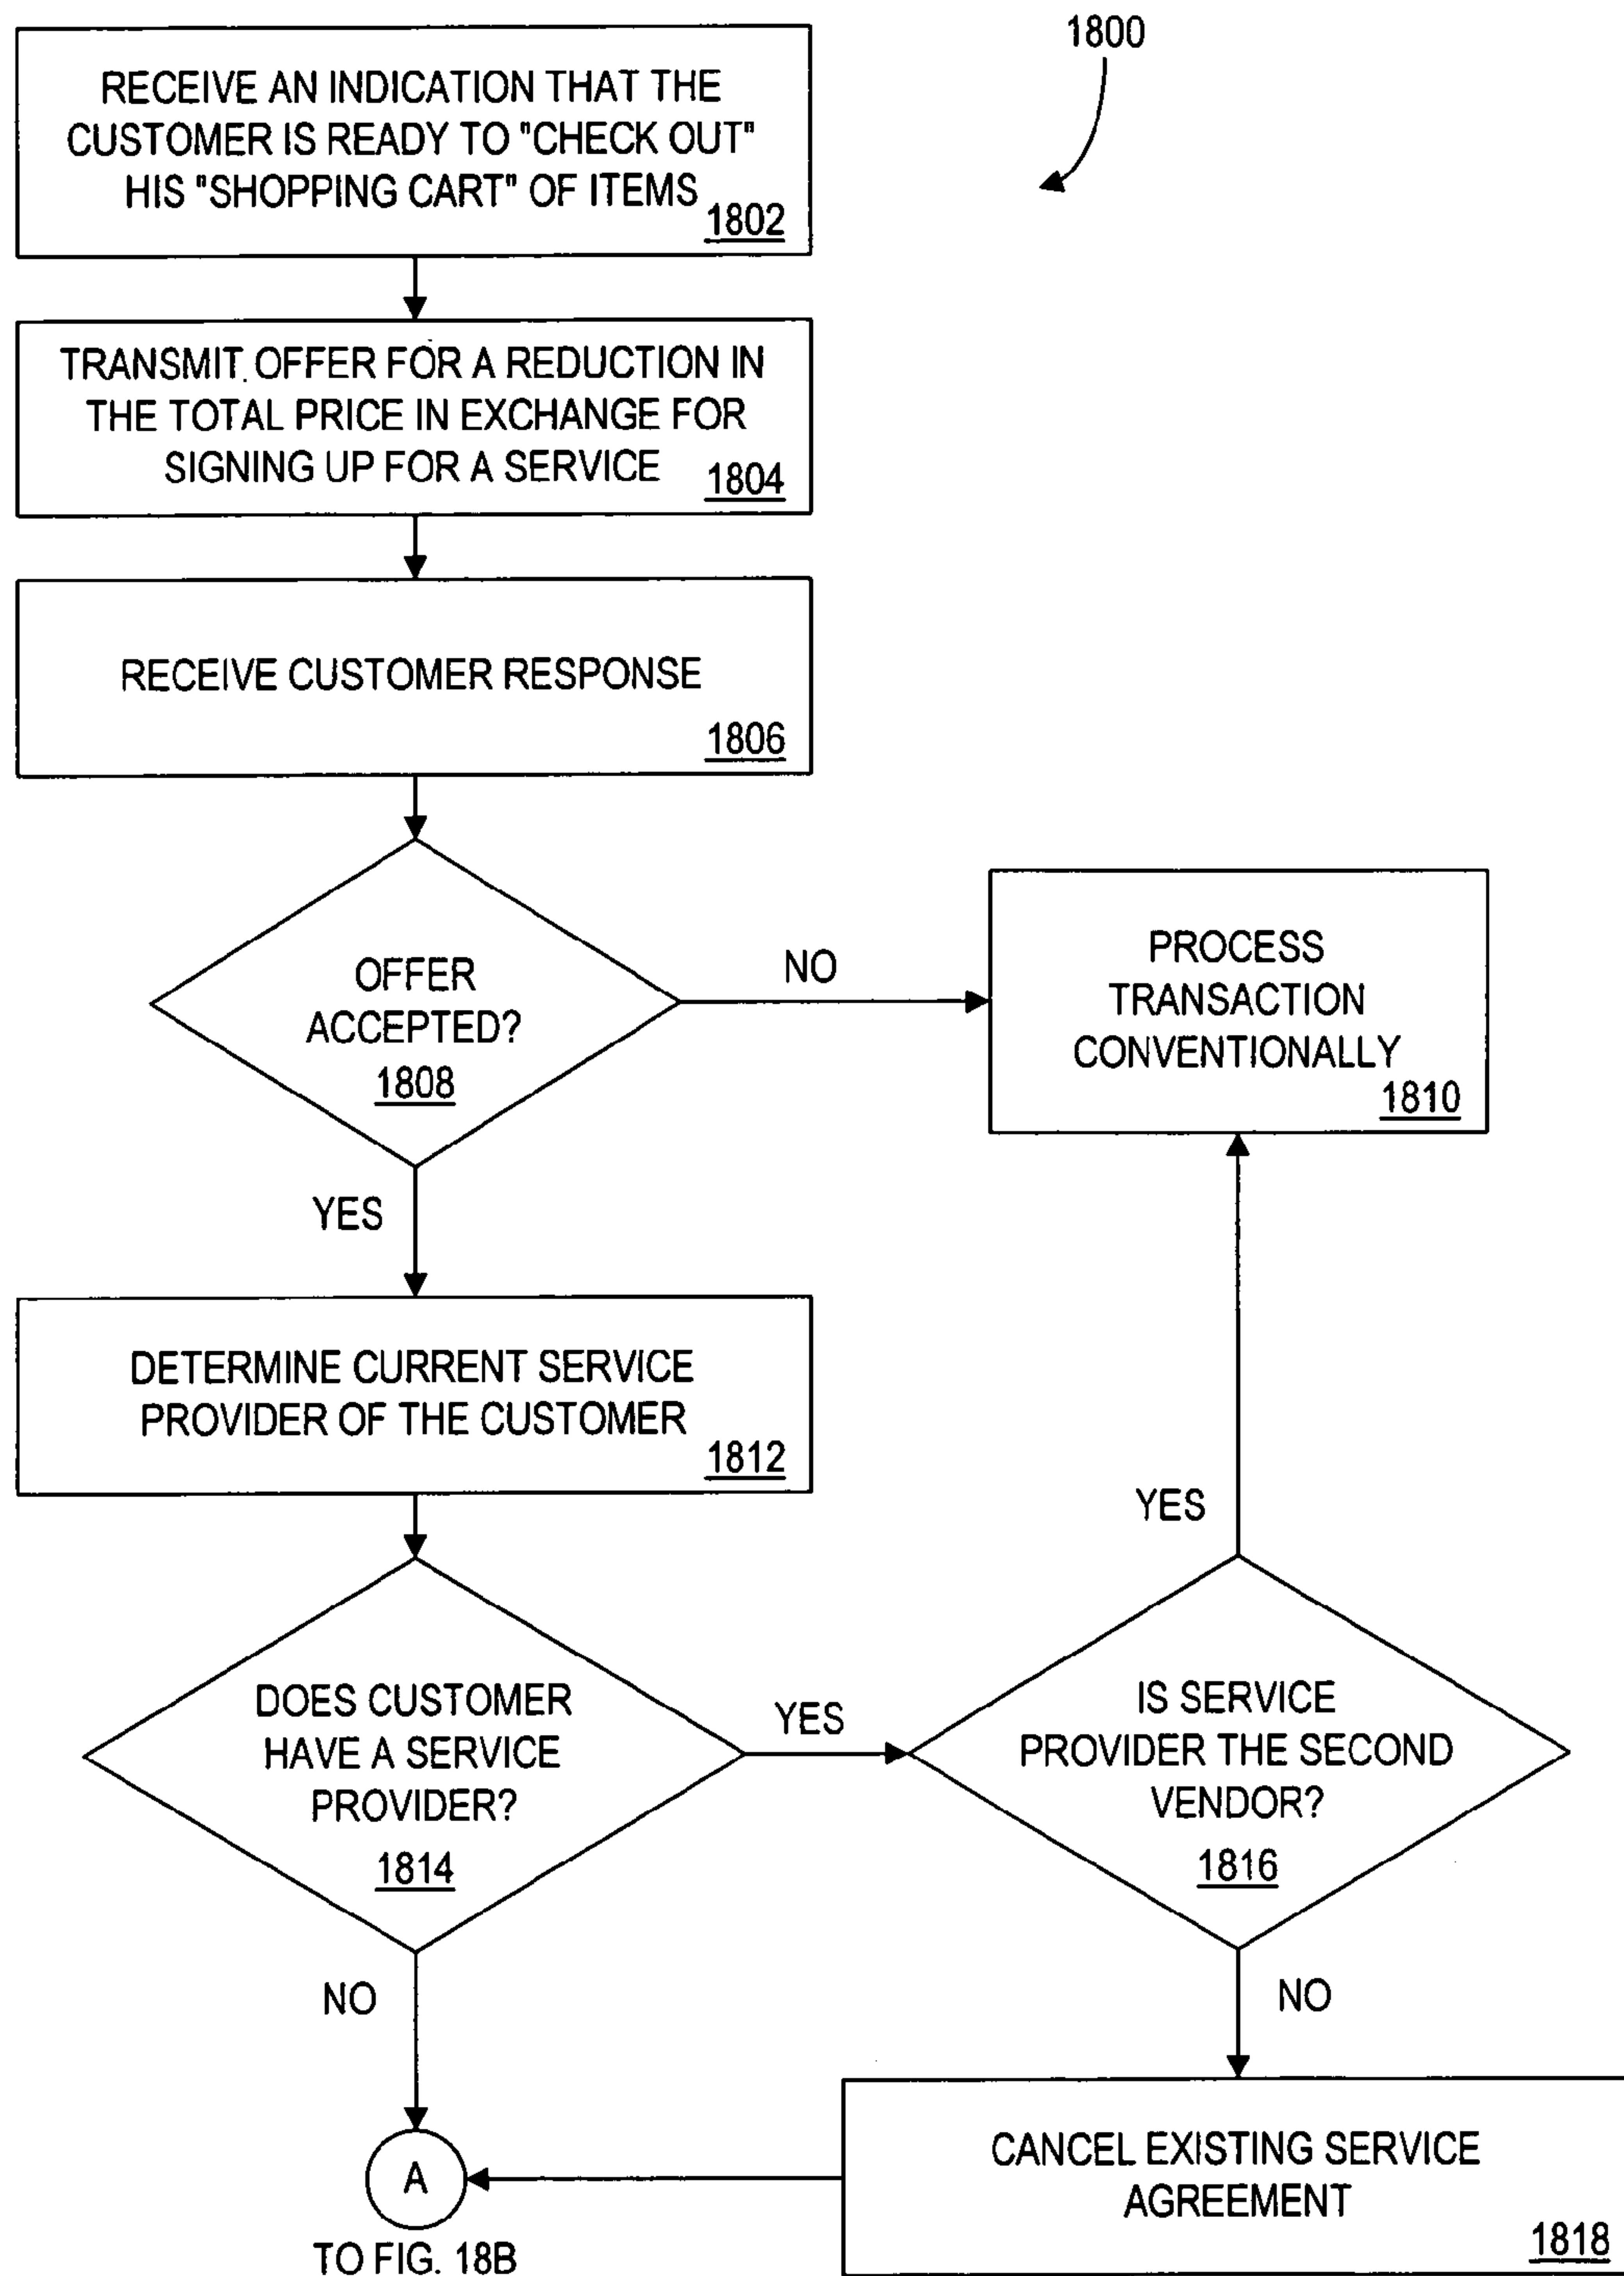 1800
RECEIVE AN INDICATION THAT THE
CUSTOMER IS READY TO "CHECK OUT"
HIS "SHOPPING CART" OF ITEMS
1802
TRANSMIT OFFER FOR A REDUCTION IN
THE TOTAL PRICE IN EXCHANGE FOR
SIGNING UP FOR A SERVICE
1804
RECEIVE CUSTOMER RESPONSE
1806
OFFER
ACCEPTED?
1808
NO
PROCESS
TRANSACTION
CONVENTIONALLY
1810
YES
DETERMINE CURRENT SERVICE
PROVIDER OF THE CUSTOMER
1812
DOES CUSTOMER
HAVE A SERVICE
PROVIDER?
1814
YES
IS SERVICE
PROVIDER THE SECOND
VENDOR?
1816
YES
NO
NO
CANCEL EXISTING SERVICE
AGREEMENT
1818
A
TO FIG. 18B